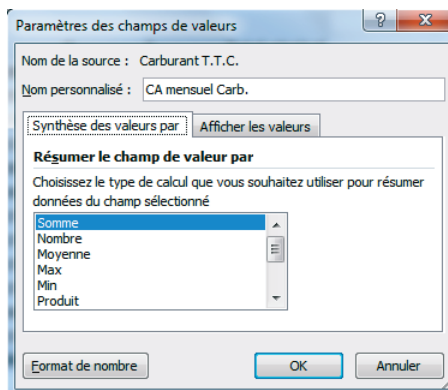 Paramètres des champs de valeurs
Nom de la source : Carburant T.T.C.
Nom personnalisé : CA mensuel Carb.
Synthèse des valeurs par Afficher les valeurs
Résumer le champ de valeur par
Choisissez le type de calcul que vous souhaitez utiliser pour résumer
données du champ sélectionné
Somme
Nombre
Moyenne
Max
Min
Produit
Format de nombre OK Annuler